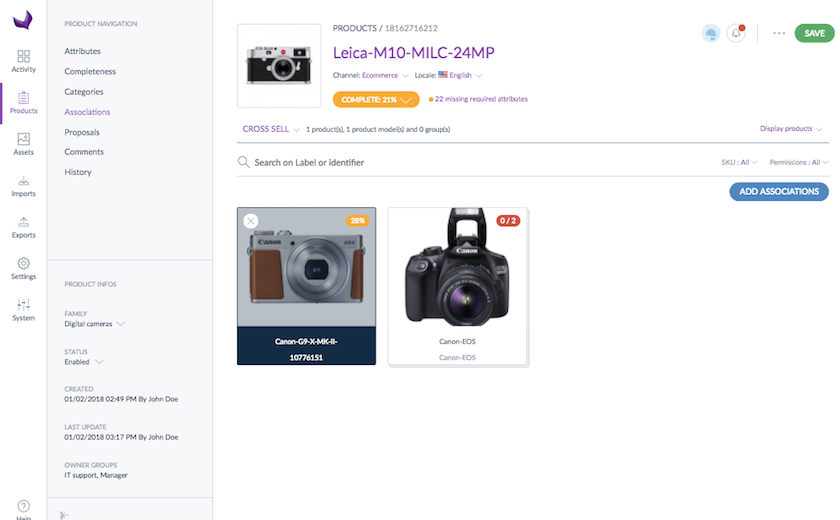 Activity
Products
Assets
Imports
Exports
Settings
System
Help
PRODUCT NAVIGATION
Attributes
Completeness
Categories
Associations
Proposals
Comments
History
PRODUCT INFOS
FAMILY
Digital cameras
STATUS
Enabled
CREATED
01/02/2018 02:49 PM By John Doe
LAST UPDATE
01/02/2018 03:17 PM By John Doe
OWNER GROUPS
IT support, Manager
PRODUCTS / 18162716212
SAVE
Leica-M10-MILC-24MP
Channel: Ecommerce Locale: English
COMPLETE: 21% 22 missing required attributes
CROSS SELL 1 product(s), 1 product model(s) and 0 group(s) Display products
Search on Label or identifier SKU : All Permissions : All
ADD ASSOCIATIONS
28%
Canon
Canon-G9-X-MK-II-
10776151
0 / 2
Canon
Canon-EOS
Canon-EOS